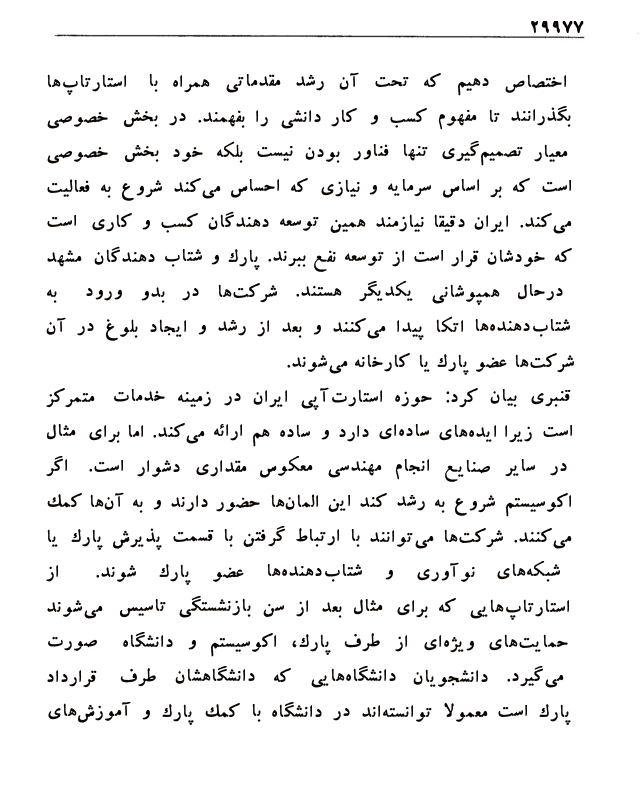 ۲۹۹۷۷
اختصاص دهیم که تحت آن رشد مقدماتی همراه با استارتاپ‌ها
بگذرانند تا مفهوم کسب و کار دانشی را بفهمند. در بخش خصوصی
معیار تصمیم‌گیری تنها فناور بودن نیست بلکه خود بخش خصوصی
است که بر اساس سرمایه و نیازی که احساس می‌کند شروع به فعالیت
می‌کند. ایران دقیقا نیازمند همین توسعه دهندگان کسب و کاری است
که خودشان قرار است از توسعه نفع ببرند. پارك و شتاب دهندگان مشهد
درحال همپوشانی یکدیگر هستند. شرکت‌ها در بدو ورود به
شتاب‌دهنده‌ها اتکا پیدا می‌کنند و بعد از رشد و ایجاد بلوغ در آن
شرکت‌ها عضو پارك یا کارخانه می‌شوند.
قنبری بیان کرد: حوزه استارت‌آپی ایران در زمینه خدمات متمرکز
است زیرا ایده‌های ساده‌ای دارد و ساده هم ارائه می‌کند. اما برای مثال
در سایر صنایع انجام مهندسی معکوس مقداری دشوار است. اگر
اکوسیستم شروع به رشد کند این المان‌ها حضور دارند و به آن‌ها کمك
می‌کنند. شرکت‌ها می‌توانند با ارتباط گرفتن با قسمت پذیرش پارك یا
شبکه‌های نوآوری و شتاب‌دهنده‌ها عضو پارك شوند. از
استارتاپ‌هایی که برای مثال بعد از سن بازنشستگی تاسیس می‌شوند
حمایت‌های ویژه‌ای از طرف پارك، اکوسیستم و دانشگاه صورت
می‌گیرد. دانشجویان دانشگاه‌هایی که دانشگاهشان طرف قرارداد
پارك است معمولا توانسته‌اند در دانشگاه با کمك پارك و آموزش‌های